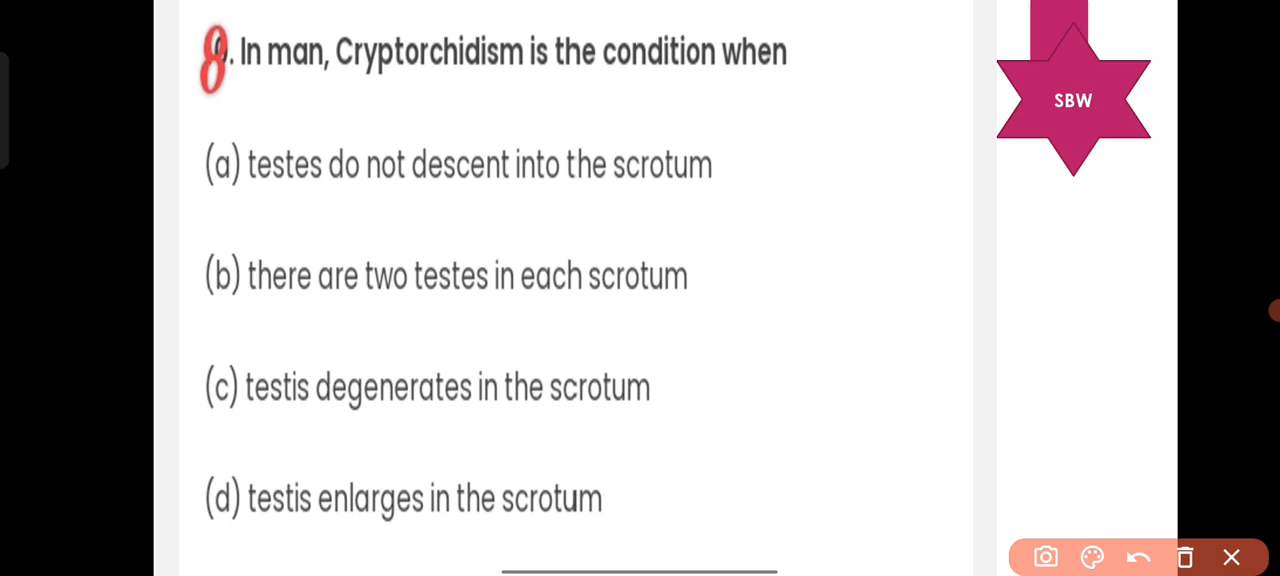 8. In man, Cryptorchidism is the condition when
SBW
(a) testes do not descent into the scrotum
(b) there are two testes in each scrotum
(c) testis degenerates in the scrotum
(d) testis enlarges in the scrotum